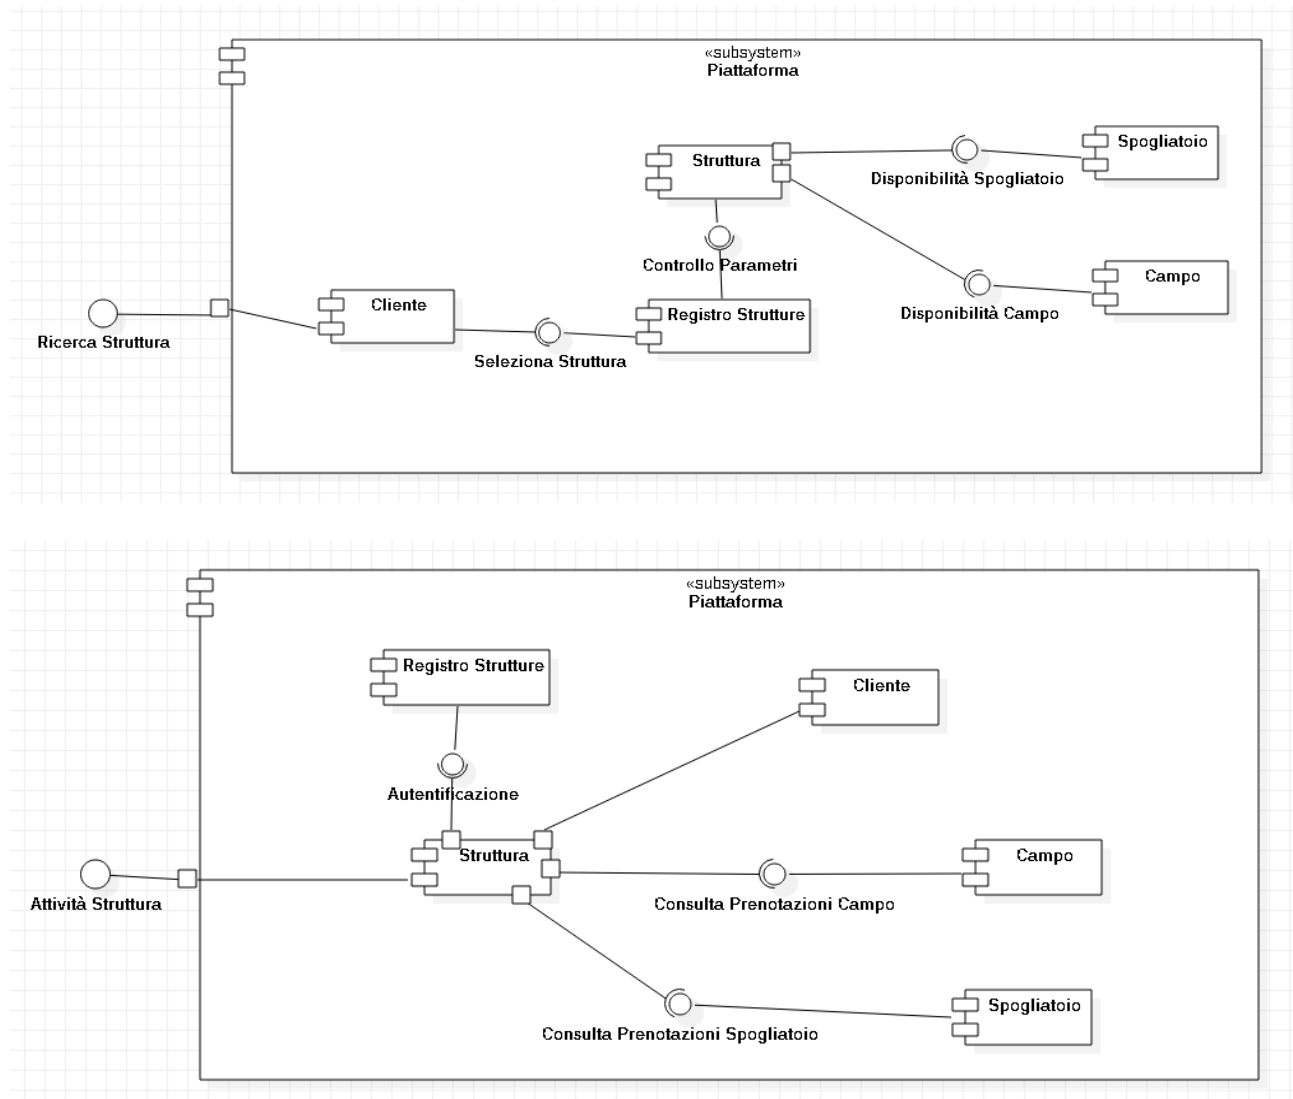 «subsystem»
Piattaforma
Struttura
Spogliatoio
Disponibilità Spogliatoio
Controllo Parametri
Campo
Cliente
Registro Strutture
Disponibilità Campo
Ricerca Struttura
Seleziona Struttura
«subsystem»
Piattaforma
Registro Strutture
Cliente
Autentificazione
Struttura
Campo
Attività Struttura
Consulta Prenotazioni Campo
Spogliatoio
Consulta Prenotazioni Spogliatoio